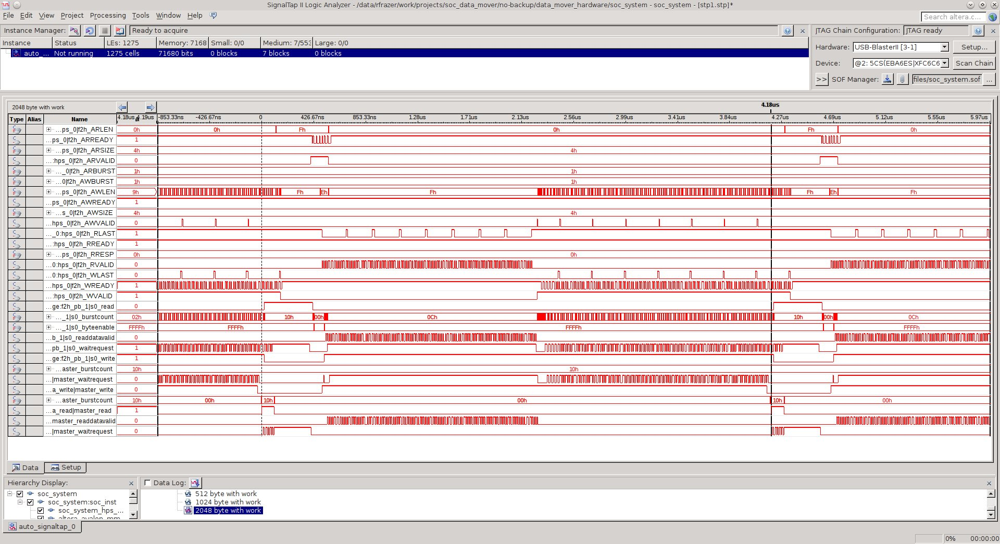 SignalTap II Logic Analyzer - /data/rfrazer/work/projects/soc_data_mover/no-backup/data_mover_hardware/soc_system - soc_system - [stp1.stp]*
File Edit View Project Processing Tools Window Help
Search altera.c...
Instance Manager: Ready to acquire
JTAG Chain Configuration: JTAG ready
Instance Status LEs: 1275 Memory: 7168 Small: 0/0 Medium: 7/553 Large: 0/0
auto_... Not running 1275 cells 71680 bits 0 blocks 7 blocks 0 blocks
Hardware: USB-BlasterII [3-1] Setup...
Device: @2: 5CS(EBA6ES|XFC6C6 Scan Chain
>> SOF Manager: files/soc_system.sof ...
2048 byte with work
4.18us
Type Alias Name 4.18us 4.19us -853.33ns -426.67ns 0 426.67ns 853.33ns 1.28us 1.71us 2.13us 2.56us 2.99us 3.41us 3.84us 4.27us 4.69us 5.12us 5.55us 5.97us
...ps_0|f2h_ARLEN 0h 0h Fh 0h Fh 0h
...ps_0|f2h_ARREADY 1
...ps_0|f2h_ARSIZE 4h 4h
...:hps_0|f2h_ARVALID 0
..._0|f2h_ARBURST 1h 1h
...0|f2h_AWBURST 1h 1h
...ps_0|f2h_AWLEN 9h Fh Eh Fh Fh Eh Fh
...ps_0|f2h_AWREADY 1
...s_0|f2h_AWSIZE 4h 4h
...hps_0|f2h_AWVALID 0
..._0:hps_0|f2h_RLAST 1
...:hps_0|f2h_RREADY 1
...ps_0|f2h_RRESP 0h 0h
...0:hps_0|f2h_RVALID 0
...0:hps_0|f2h_WLAST 0
...hps_0|f2h_WREADY 1
...:hps_0|f2h_WVALID 1
...ge:f2h_pb_1|s0_read 0
..._1|s0_burstcount 02h 10h 00h 0Ch 10h 00h 0Ch
..._1|s0_byteenable FFFFh FFFFh FFFFh FFFFh
...b_1|s0_readdatavalid 0
...pb_1|s0_waitrequest 1
...ge:f2h_pb_1|s0_write 1
...aster_burstcount 10h 10h
...|master_waitrequest 0
...a_write|master_write 0
...aster_burstcount 10h 00h 10h 00h 10h 00h
...a_read|master_read 1
...master_readdatavalid 0
...|master_waitrequest 0
Data Setup
Hierarchy Display:
soc_system
soc_system:soc_inst
soc_system_hps_...
altera_avalon_mm
Data Log:
512 byte with work
1024 byte with work
2048 byte with work
auto_signaltap_0
0% 00:00:00